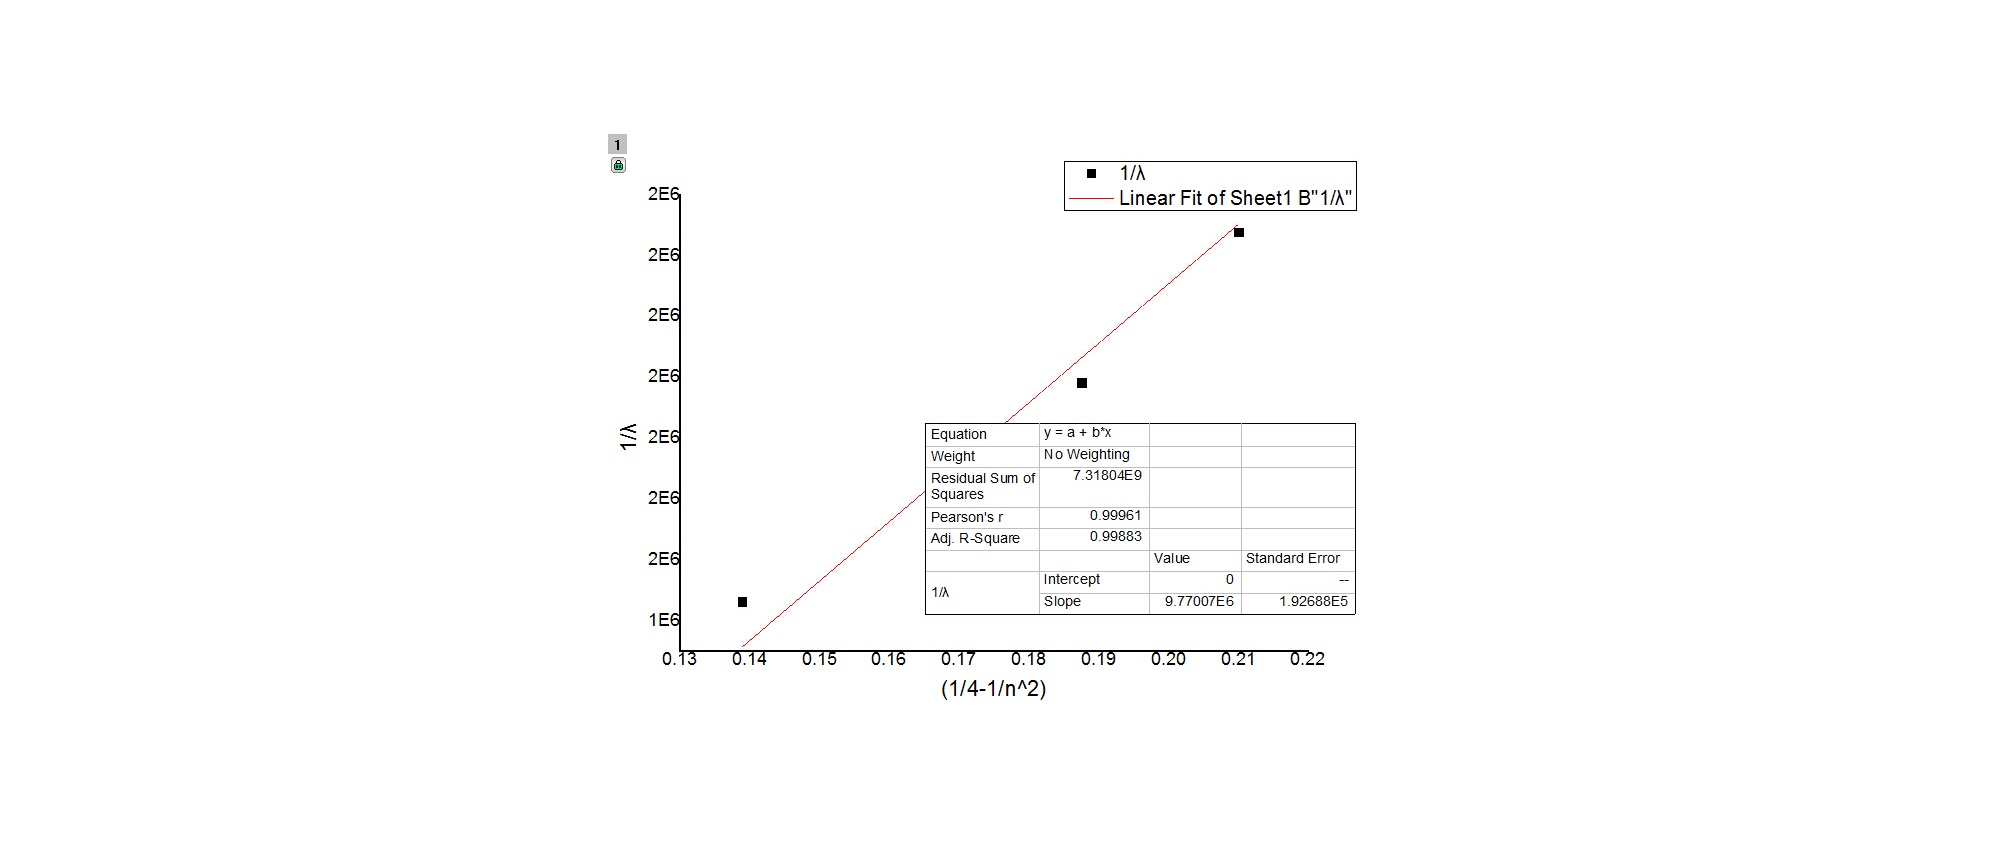 1
1/λ
Linear Fit of Sheet1 B"1/λ"
2E6
2E6
2E6
2E6
2E6
2E6
2E6
1E6
1/λ
Equation y = a + b*x
Weight No Weighting
Residual Sum of
Squares 7.31804E9
Pearson's r 0.99961
Adj. R-Square 0.99883
Value Standard Error
1/λ Intercept 0 --
Slope 9.77007E6 1.92688E5
0.13 0.14 0.15 0.16 0.17 0.18 0.19 0.20 0.21 0.22
(1/4-1/n^2)